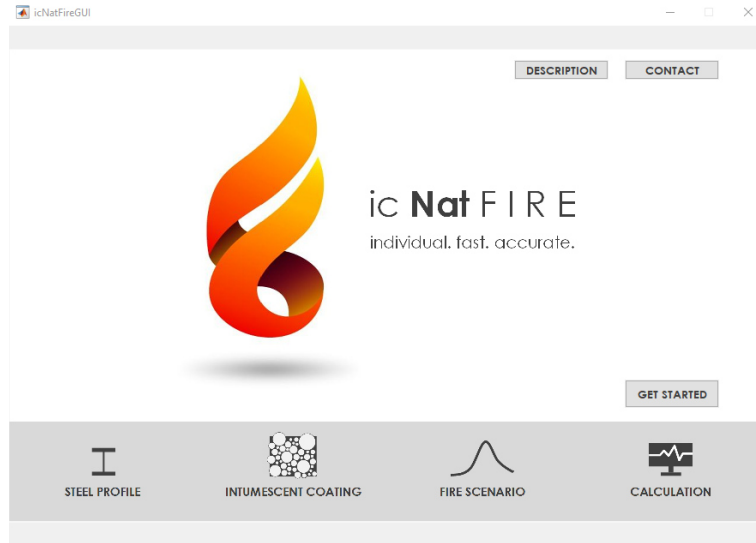 icNatFireGUI
DESCRIPTION
CONTACT
ic Nat FIRE
individual. fast. accurate.
GET STARTED
STEEL PROFILE
INTUMESCENT COATING
FIRE SCENARIO
CALCULATION